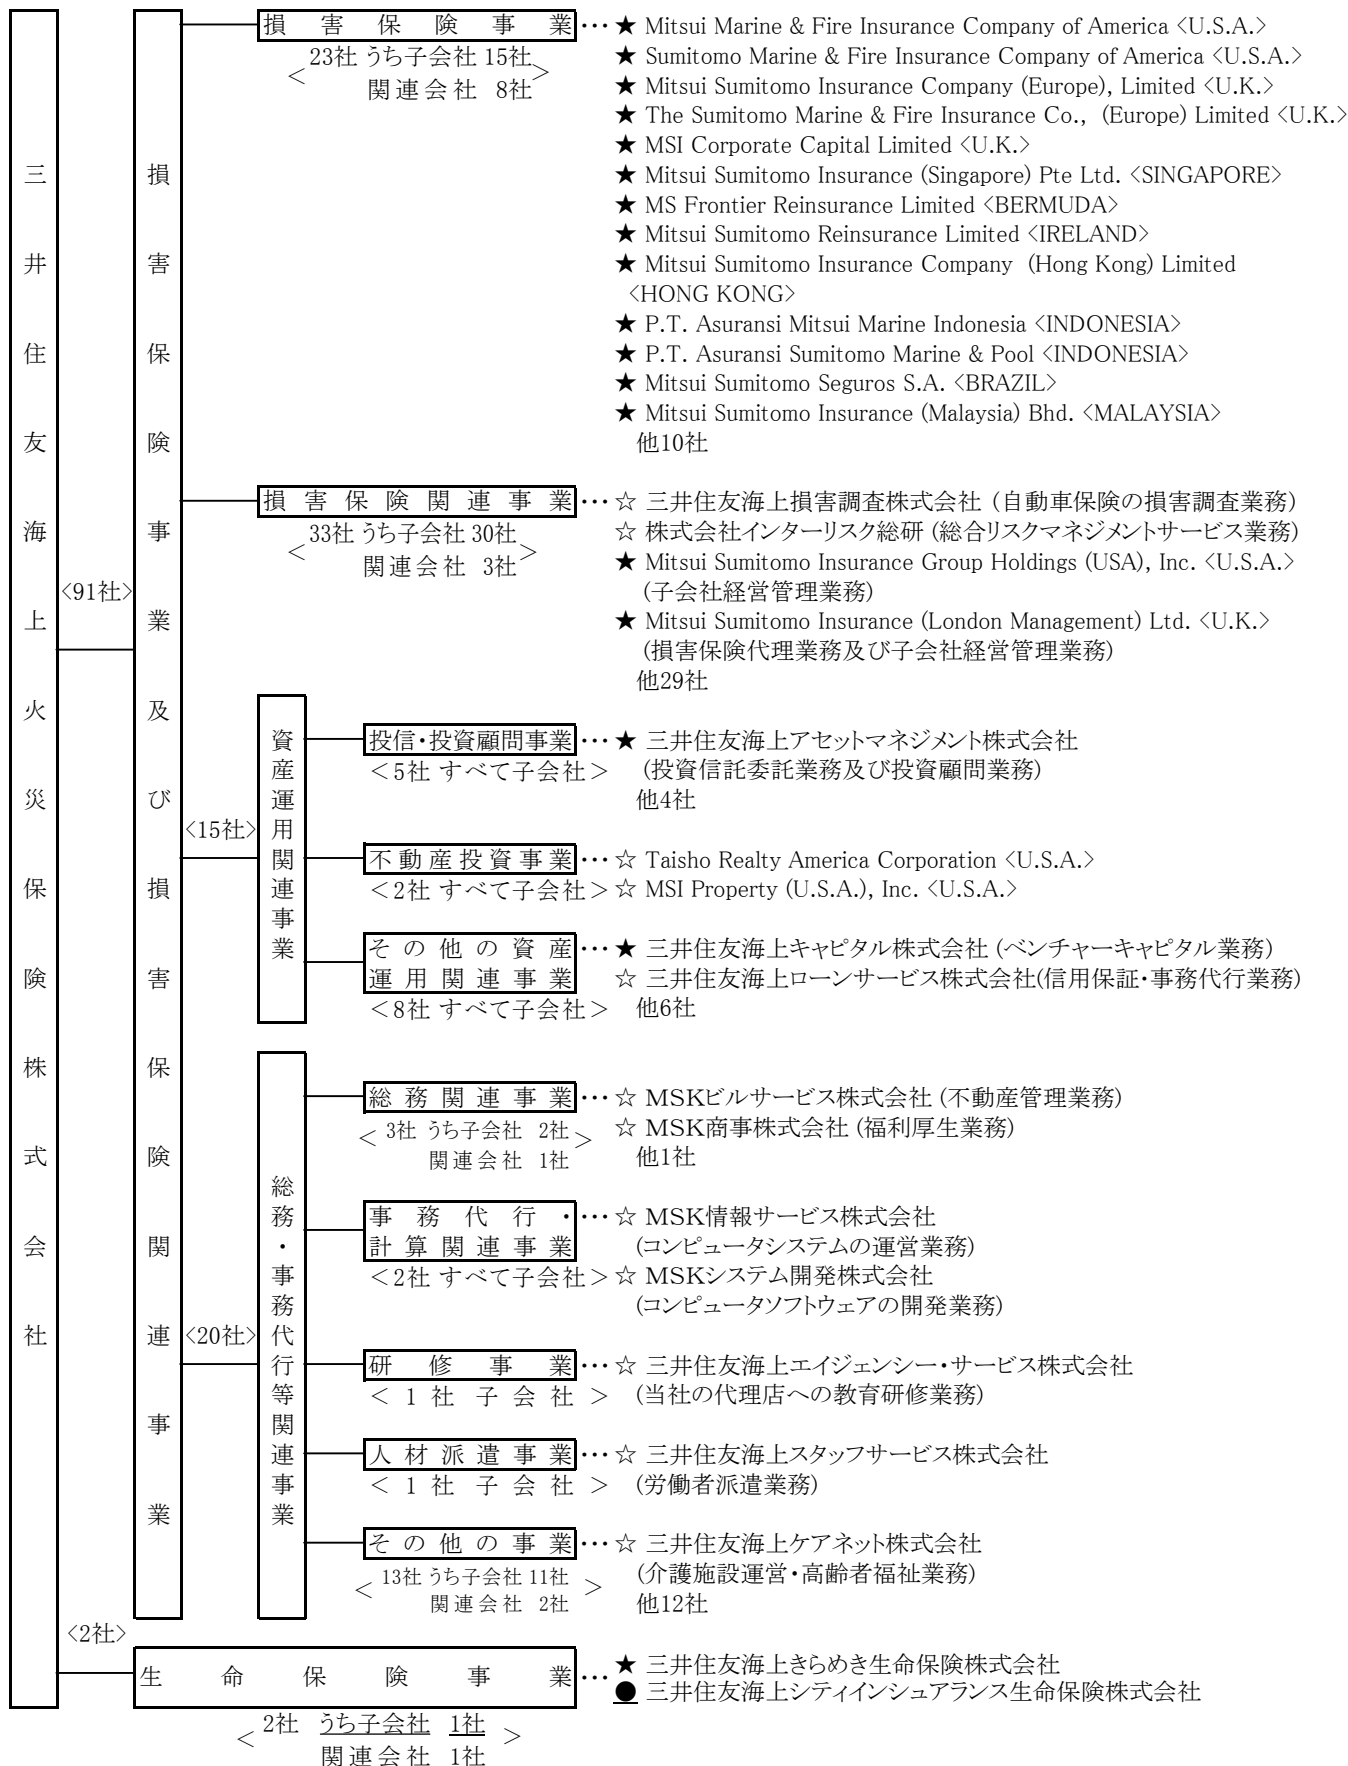 三井住友海上火災保険株式会社
<91社>
損害保険事業及び損害保険関連事業
損害保険事業…★ Mitsui Marine & Fire Insurance Company of America <U.S.A.>
<23社 うち子会社 15社
関連会社 8社>
★ Sumitomo Marine & Fire Insurance Company of America <U.S.A.>
★ Mitsui Sumitomo Insurance Company (Europe), Limited <U.K.>
★ The Sumitomo Marine & Fire Insurance Co., (Europe) Limited <U.K.>
★ MSI Corporate Capital Limited <U.K.>
★ Mitsui Sumitomo Insurance (Singapore) Pte Ltd. <SINGAPORE>
★ MS Frontier Reinsurance Limited <BERMUDA>
★ Mitsui Sumitomo Reinsurance Limited <IRELAND>
★ Mitsui Sumitomo Insurance Company (Hong Kong) Limited
<HONG KONG>
★ P.T. Asuransi Mitsui Marine Indonesia <INDONESIA>
★ P.T. Asuransi Sumitomo Marine & Pool <INDONESIA>
★ Mitsui Sumitomo Seguros S.A. <BRAZIL>
★ Mitsui Sumitomo Insurance (Malaysia) Bhd. <MALAYSIA>
他10社
損害保険関連事業…☆ 三井住友海上損害調査株式会社 (自動車保険の損害調査業務)
<33社 うち子会社 30社
関連会社 3社>
☆ 株式会社インターリスク総研 (総合リスクマネジメントサービス業務)
★ Mitsui Sumitomo Insurance Group Holdings (USA), Inc. <U.S.A.>
(子会社経営管理業務)
★ Mitsui Sumitomo Insurance (London Management) Ltd. <U.K.>
(損害保険代理業務及び子会社経営管理業務)
他29社
<15社>
資産運用関連事業
投信・投資顧問事業…★ 三井住友海上アセットマネジメント株式会社
<5社 すべて子会社>
(投資信託委託業務及び投資顧問業務)
他4社
不動産投資事業…☆ Taisho Realty America Corporation <U.S.A.>
<2社 すべて子会社>☆ MSI Property (U.S.A.), Inc. <U.S.A.>
その他の資産
運用関連事業
…★ 三井住友海上キャピタル株式会社 (ベンチャーキャピタル業務)
☆ 三井住友海上ローンサービス株式会社(信用保証・事務代行業務)
<8社 すべて子会社>
他6社
<20社>
総務・事務代行等関連事業
総務関連事業…☆ MSKビルサービス株式会社 (不動産管理業務)
<3社 うち子会社 2社
関連会社 1社>
☆ MSK商事株式会社 (福利厚生業務)
他1社
事務代行・
計算関連事業
…☆ MSK情報サービス株式会社
(コンピュータシステムの運営業務)
<2社 すべて子会社>☆ MSKシステム開発株式会社
(コンピュータソフトウェアの開発業務)
研修事業…☆ 三井住友海上エイジェンシー・サービス株式会社
<1社 子会社>
(当社の代理店への教育研修業務)
人材派遣事業…☆ 三井住友海上スタッフサービス株式会社
<1社 子会社>
(労働者派遣業務)
その他の事業…☆ 三井住友海上ケアネット株式会社
<13社 うち子会社 11社
関連会社 2社>
(介護施設運営・高齢者福祉業務)
他12社
<2社>
生命保険事業…★ 三井住友海上きらめき生命保険株式会社
● 三井住友海上シティインシュアランス生命保険株式会社
<2社 うち子会社 1社
関連会社 1社>